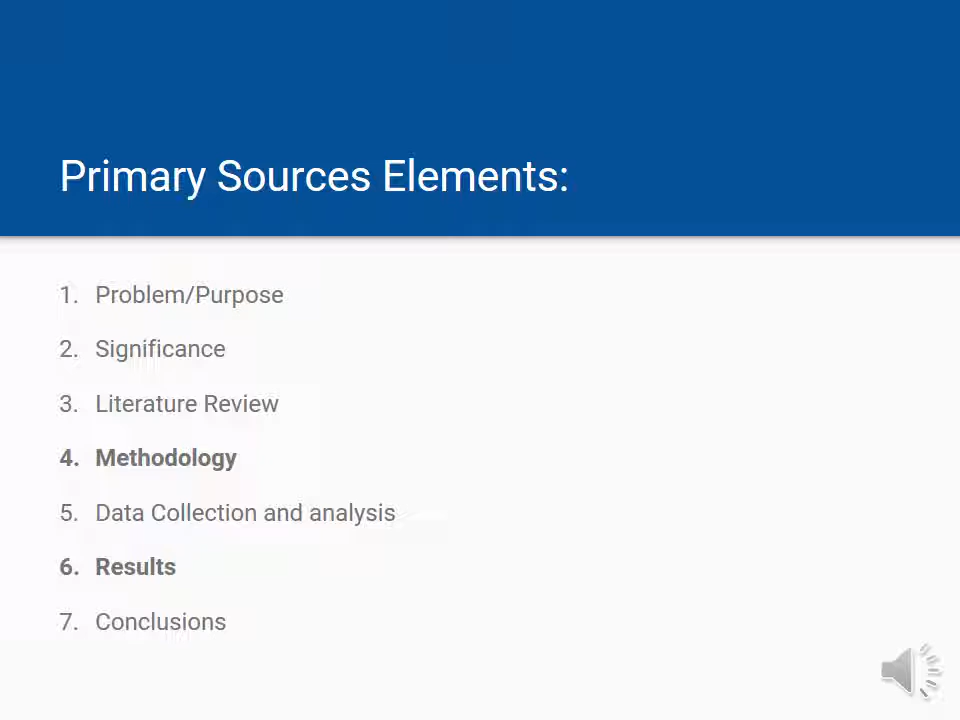 Primary Sources Elements:
1. Problem/Purpose
2. Significance
3. Literature Review
4. Methodology
5. Data Collection and analysis
6. Results
7. Conclusions